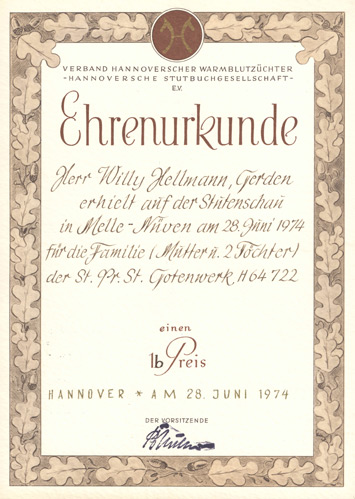 VERBAND HANNOVERSCHER WARMBLUTZÜCHTER
-HANNOVERSCHE STUTBUCHGESELLSCHAFT-
E.V.
Ehrenurkunde
Herr Willy Hellmann, Gerden
erhielt auf der Stutenschau
in Melle-Nüven am 28. Juni 1974
für die Familie (Mutter u. 2 Töchter)
der St. Pr. St. Gotenwerk H 64 722
einen
1b Preis
HANNOVER * AM 28. JUNI 1974
DER VORSITZENDE